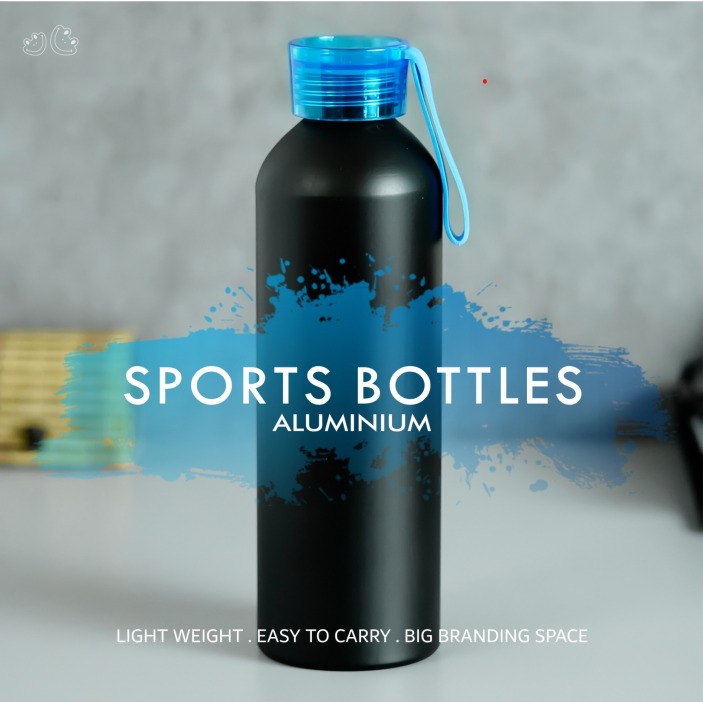 SPORTS BOTTLES
ALUMINIUM
LIGHT WEIGHT . EASY TO CARRY . BIG BRANDING SPACE